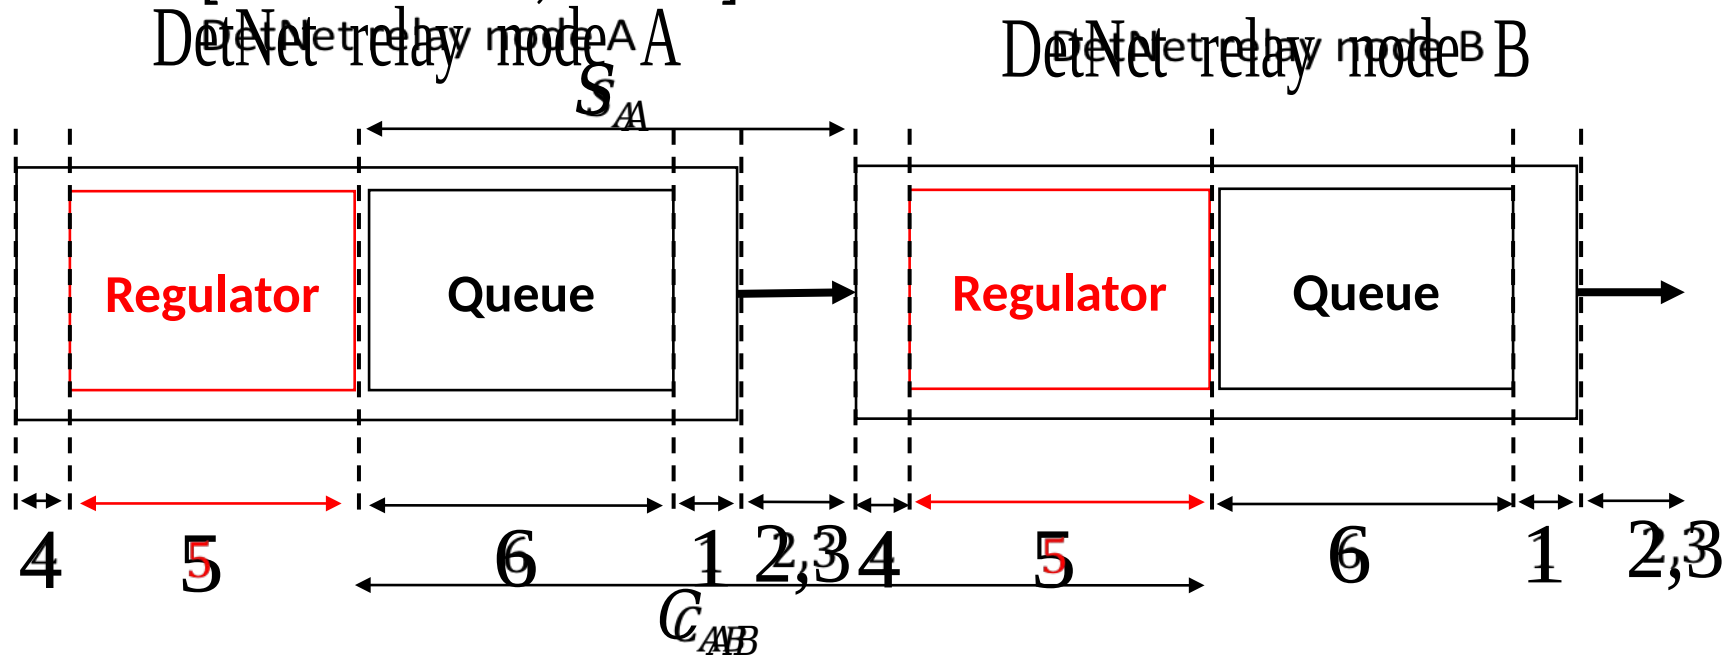 DetNet relay node A
DetNet relay node B
S_A
Regulator Queue Regulator Queue
4 5 6 1 2,3 4 5 6 1 2,3
C_AB